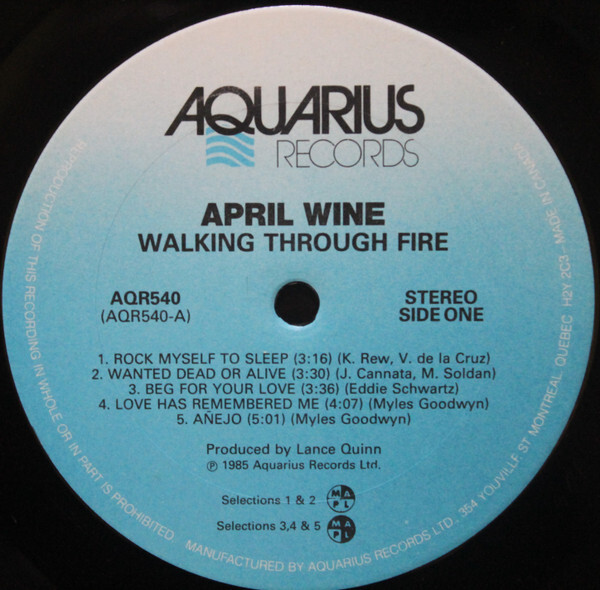 AQUARIUS
RECORDS
APRIL WINE
WALKING THROUGH FIRE
AQR540
(AQR540-A)
STEREO
SIDE ONE
1. ROCK MYSELF TO SLEEP (3:16) (K. Rew, V. de la Cruz)
2. WANTED DEAD OR ALIVE (3:30) (J. Cannata, M. Soldan)
3. BEG FOR YOUR LOVE (3:36) (Eddie Schwartz)
4. LOVE HAS REMEMBERED ME (4:07) (Myles Goodwyn)
5. AÑEJO (5:01) (Myles Goodwyn)
Produced by Lance Quinn
℗ 1985 Aquarius Records Ltd.
Selections 1 & 2 MAPL
Selections 3,4 & 5 MAPL
REPRODUCTION OF THIS RECORDING IN WHOLE OR IN PART IS PROHIBITED. MANUFACTURED BY AQUARIUS RECORDS LTD., 354 YOUVILLE ST MONTREAL QUEBEC H2Y 2C3 MADE IN CANADA